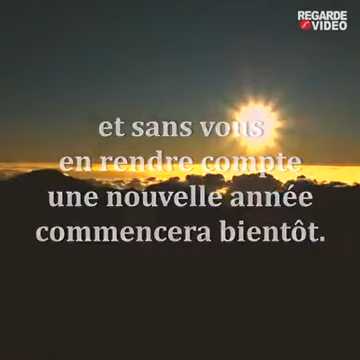 REGARDE
VIDEO
et sans vous
en rendre compte
une nouvelle année
commencera bientôt.